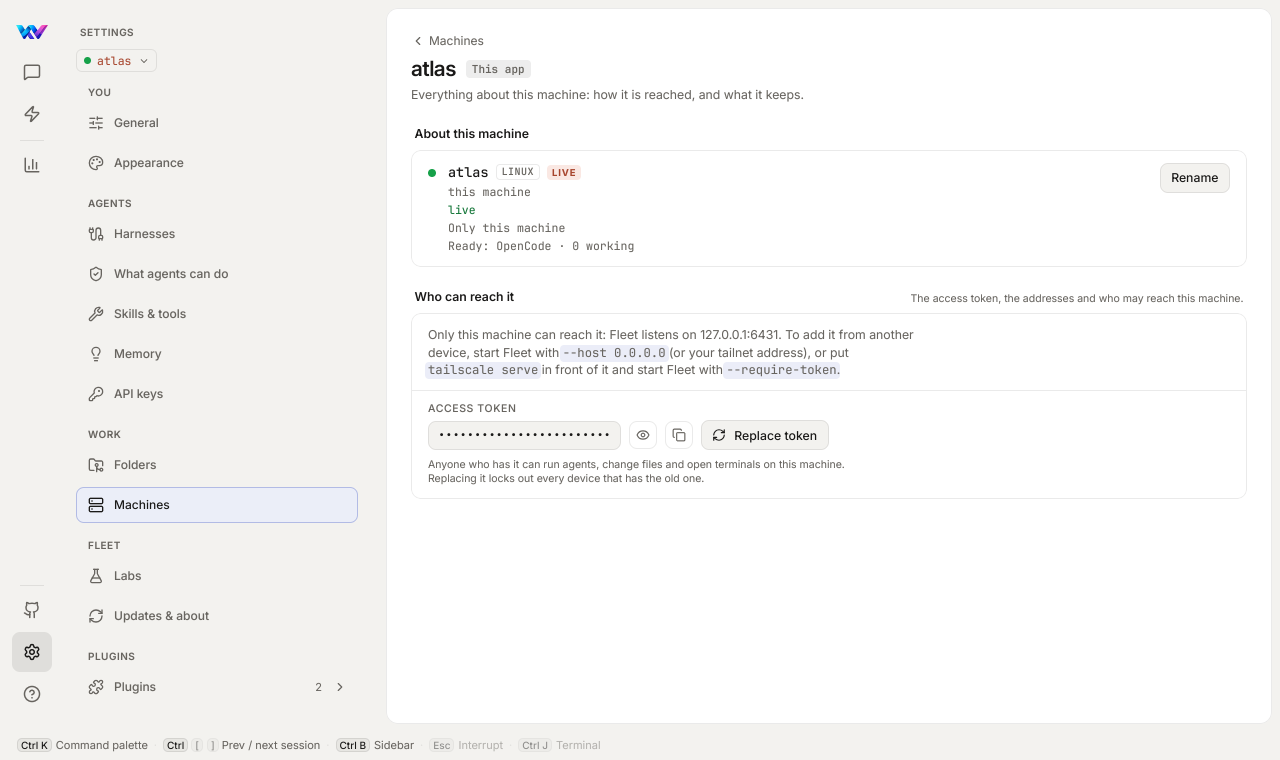 SETTINGS
atlas
YOU
General
Appearance
AGENTS
Harnesses
What agents can do
Skills & tools
Memory
API keys
WORK
Folders
Machines
FLEET
Labs
Updates & about
PLUGINS
Plugins 2
Machines
atlas This app
Everything about this machine: how it is reached, and what it keeps.
About this machine
atlas LINUX LIVE
this machine
live
Only this machine
Ready: OpenCode · 0 working
Rename
Who can reach it
The access token, the addresses and who may reach this machine.
Only this machine can reach it: Fleet listens on 127.0.0.1:6431. To add it from another
device, start Fleet with --host 0.0.0.0 (or your tailnet address), or put
tailscale serve in front of it and start Fleet with --require-token.
ACCESS TOKEN
••••••••••••••••••••••••
Replace token
Anyone who has it can run agents, change files and open terminals on this machine.
Replacing it locks out every device that has the old one.
Ctrl K Command palette · Ctrl [ ] Prev / next session · Ctrl B Sidebar · Esc Interrupt · Ctrl J Terminal